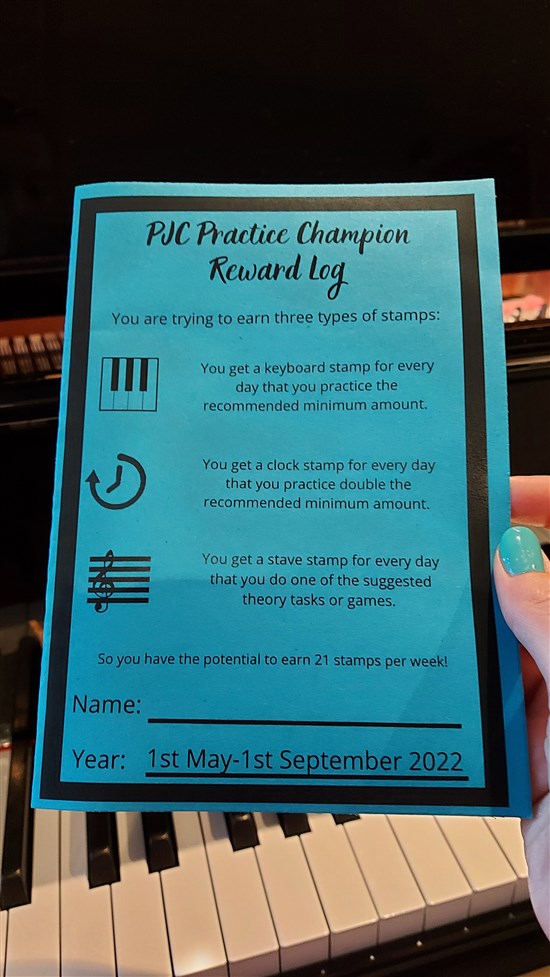 PJC Practice Champion
Reward Log
You are trying to earn three types of stamps:
You get a keyboard stamp for every
day that you practice the
recommended minimum amount.
You get a clock stamp for every day
that you practice double the
recommended minimum amount.
You get a stave stamp for every day
that you do one of the suggested
theory tasks or games.
So you have the potential to earn 21 stamps per week!
Name:
Year: 1st May-1st September 2022